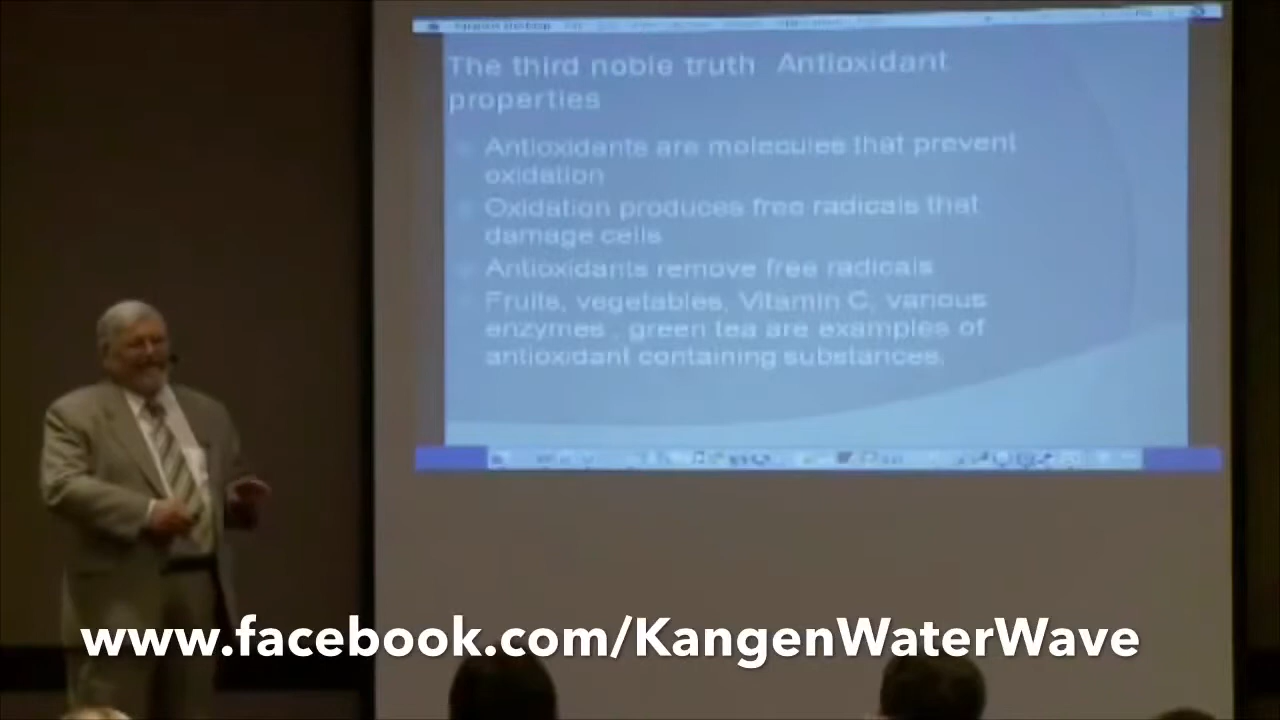 The third noble truth Antioxidant
properties
Antioxidants are molecules that prevent
oxidation
Oxidation produces free radicals that
damage cells
Antioxidants remove free radicals
Fruits, vegetables, Vitamin C, various
enzymes , green tea are examples of
antioxidant containing substances.
www.facebook.com/KangenWaterWave